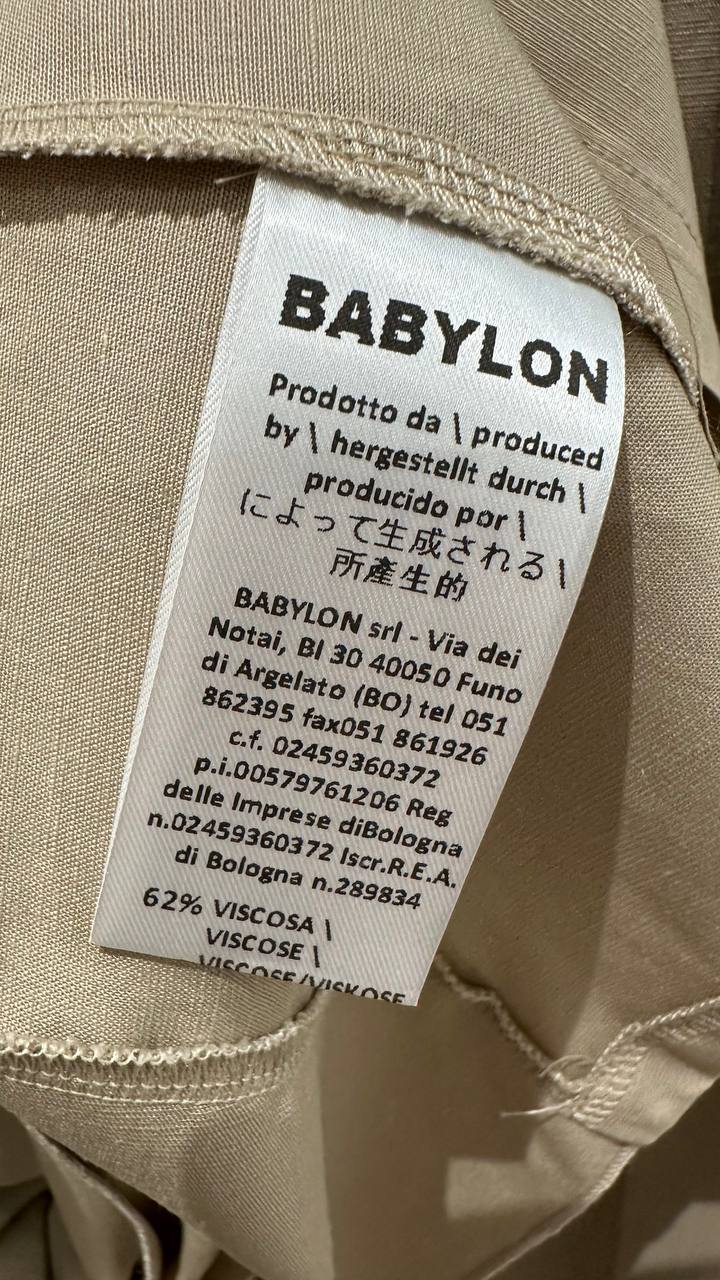 BABYLON
Prodotto da \ produced
by \ hergestellt durch \
producido por \
によって生成される \
所產生的
BABYLON srl - Via dei
Notai, Bl 30 40050 Funo
di Argelato (BO) tel 051
862395 fax051 861926
c.f. 02459360372
p.i.00579761206 Reg
delle Imprese diBologna
n.02459360372 Iscr.R.E.A.
di Bologna n.289834
62% VISCOSA \
VISCOSE \
VISCOSE/VISKOSE